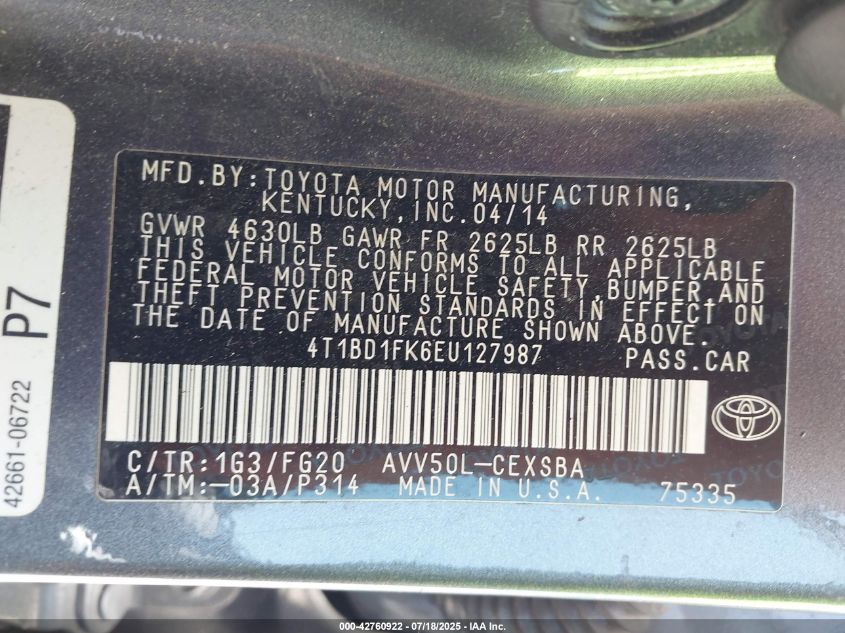 MFD.BY:TOYOTA MOTOR MANUFACTURING,
KENTUCKY,INC.04/14
GVWR 4630LB GAWR FR 2625LB RR 2625LB
THIS VEHICLE CONFORMS TO ALL APPLICABLE
FEDERAL MOTOR VEHICLE SAFETY,BUMPER,AND
THEFT PREVENTION STANDARDS IN EFFECT ON
THE DATE OF MANUFACTURE SHOWN ABOVE.
4T1BD1FK6EU127987 PASS.CAR
C/TR:1G3/FG20 AVV50L-CEXSBA
A/TM:-03A/P314 MADE IN U.S.A. 75335
P7
42661-06722
000-42760922 - 07/18/2025 - IAA, Inc.